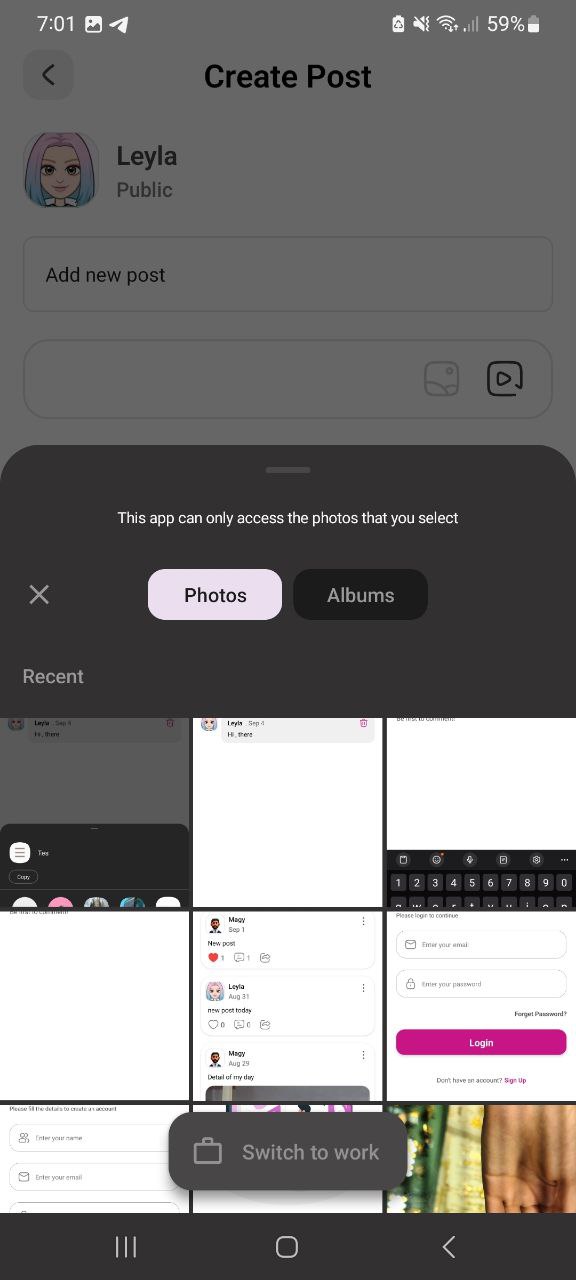 7:01
59%
Create Post
Leyla
Public
Add new post
This app can only access the photos that you select
Photos
Albums
Recent
Leyla . Sep 4
Hi , there
Tes
Copy
Leyla . Sep 4
Hi , there
Be first to comment!
1 2 3 4 5 6 7 8 9 0
Be first to comment!
Magy
Sep 1
New post
1 1
Leyla
Aug 31
new post today
0 0
Magy
Aug 29
Detail of my day
Please login to continue
Enter your email
Enter your password
Forget Password?
Login
Don't have an account? Sign Up
Please fill the details to create an account
Enter your name
Enter your email
Switch to work